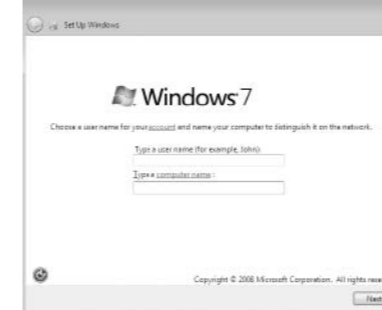 Set Up Windows
Windows 7
Choose a user name for your account and name your computer to distinguish it on the network.
Type a user name (for example, John):
Type a computer name:
Copyright © 2008 Microsoft Corporation. All rights rese
Next